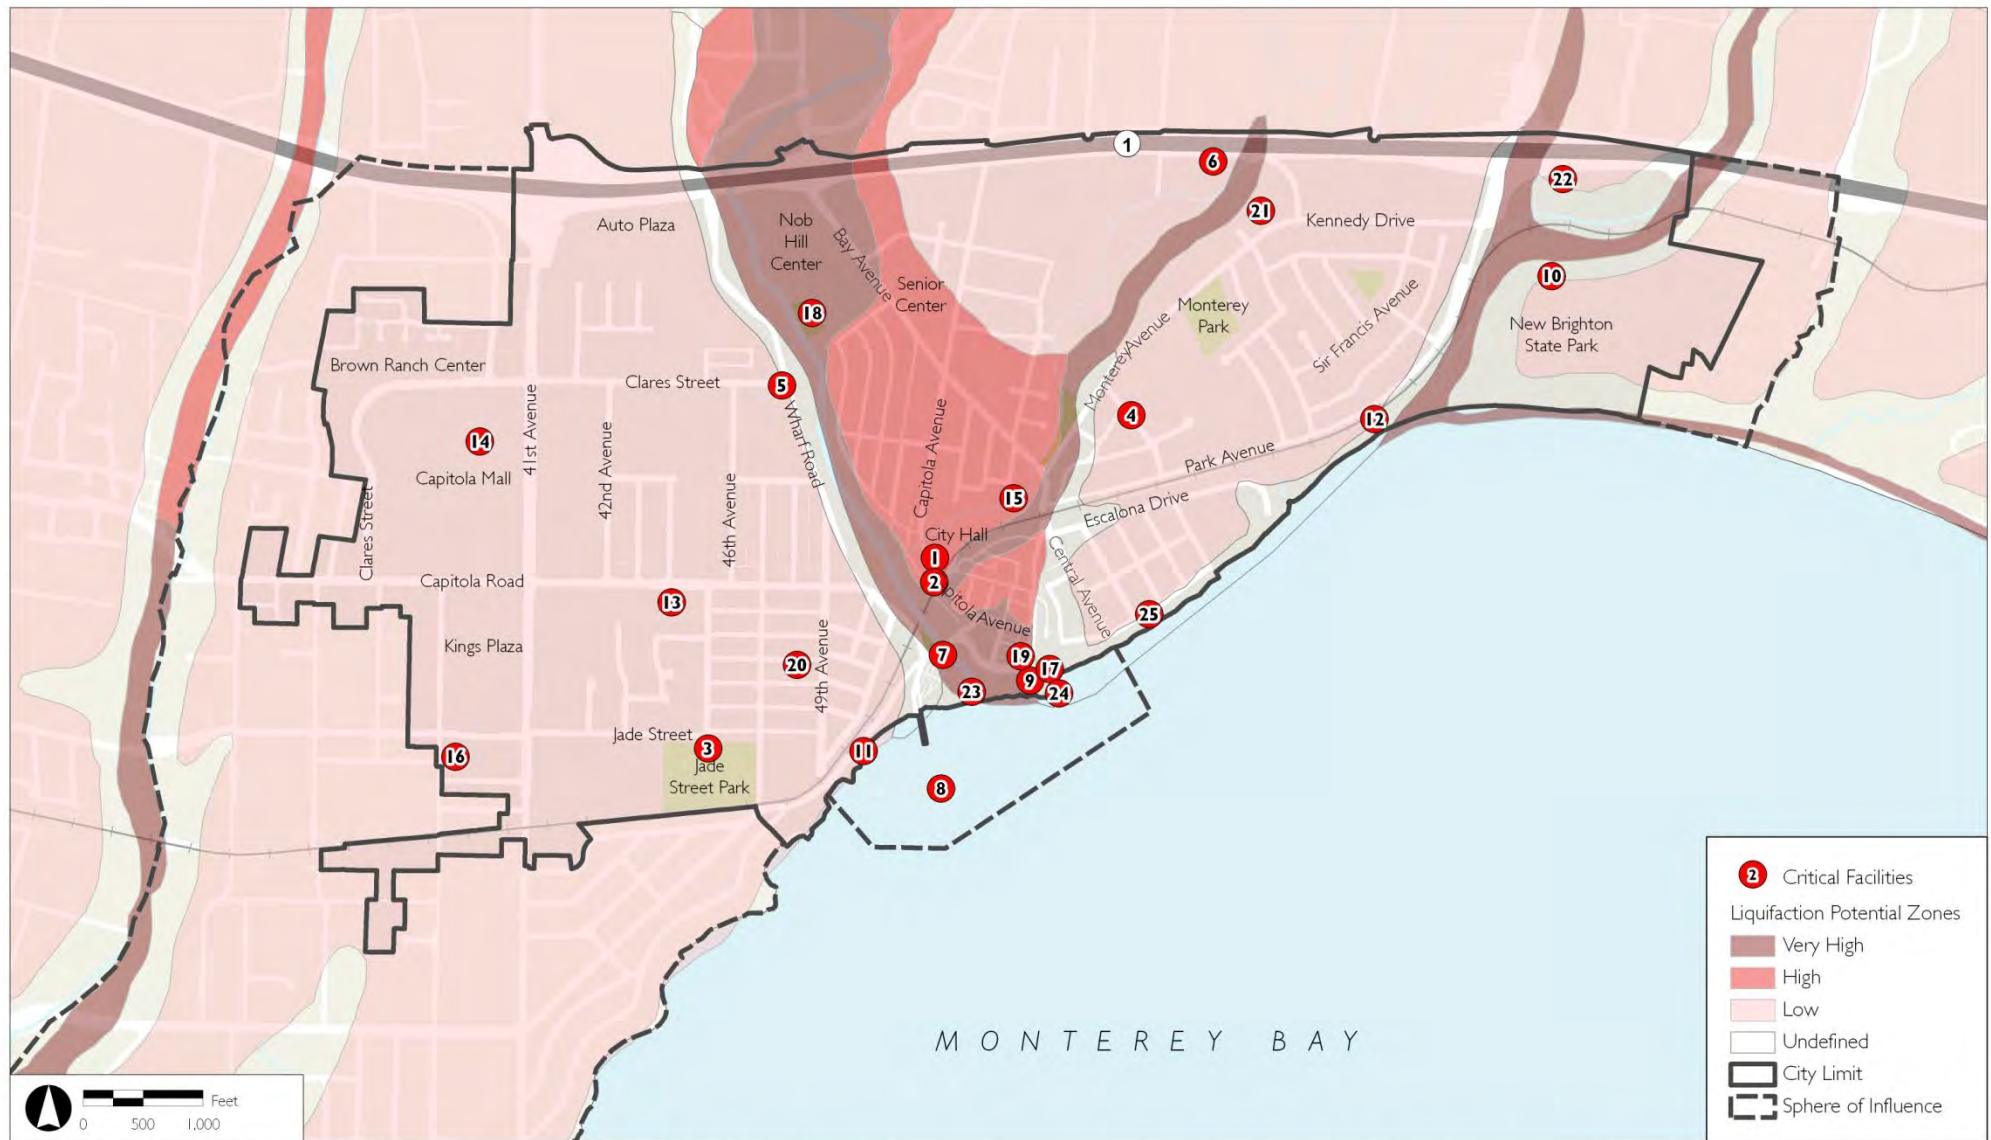 1
6
22
21
Auto Plaza
Nob
Hill
Center
Bay Avenue
Kennedy Drive
10
Senior
Center
18
Monterey
Park
Monterey Avenue
Sir Francis Avenue
New Brighton
State Park
Brown Ranch Center
Clares Street
5
Wharf Road
41st Avenue
42nd Avenue
46th Avenue
Capitola Avenue
4
12
14
Capitola Mall
Clares Street
15
Park Avenue
Escalona Drive
City Hall
1
2
Capitola Road
13
Capitola Avenue
Central Avenue
25
Kings Plaza
20
49th Avenue
7
19
17
9
23
24
Jade Street
3
Jade
Street Park
16
11
8
MONTEREY BAY
2 Critical Facilities
Liquifaction Potential Zones
Very High
High
Low
Undefined
City Limit
Sphere of Influence
Feet
0 500 1,000